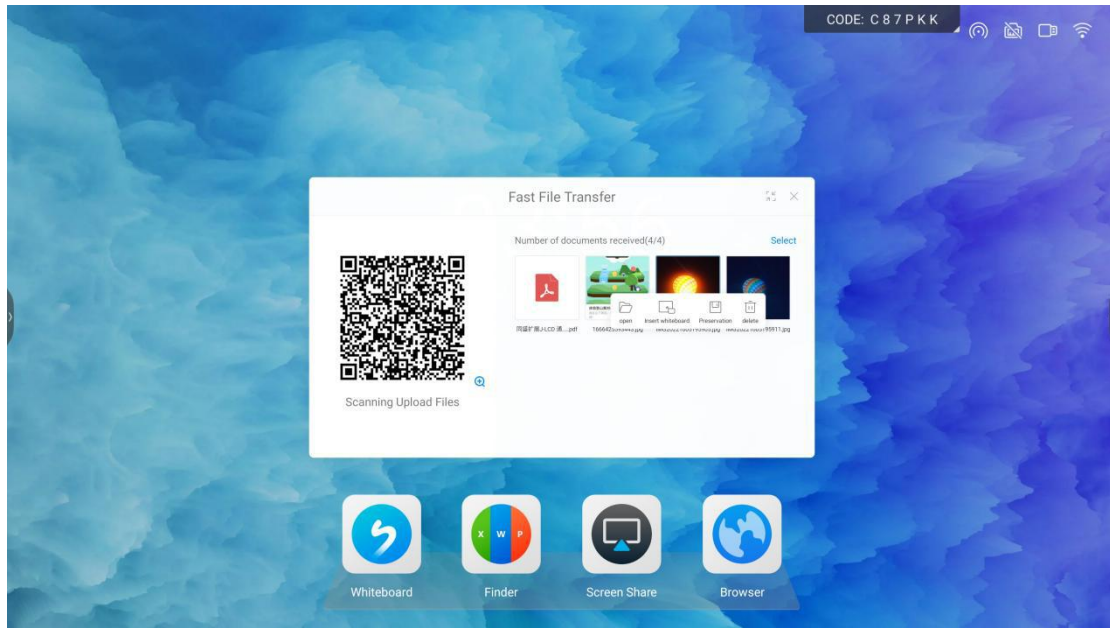 CODE: C 8 7 P K K
Fast File Transfer
Number of documents received(4/4)
Select
open
Insert whiteboard
Preservation
delete
Scanning Upload Files
X W P
Whiteboard
Finder
Screen Share
Browser